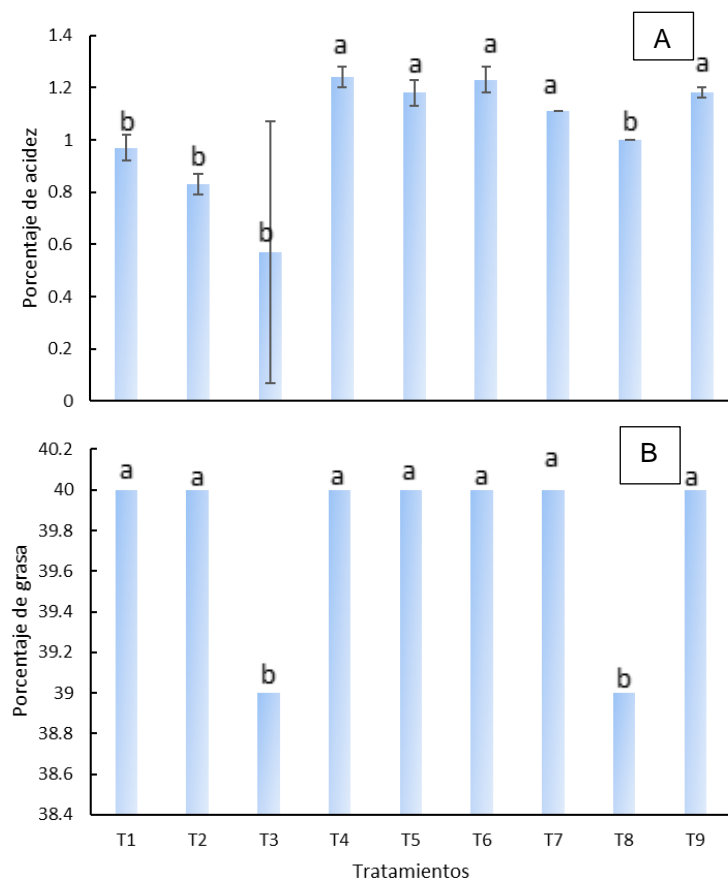 A
Porcentaje de acidez
1.4
1.2
1
0.8
0.6
0.4
0.2
0
b
b
b
a
a
a
a
b
a
B
Porcentaje de grasa
40.2
40
39.8
39.6
39.4
39.2
39
38.8
38.6
38.4
a
a
b
a
a
a
a
b
a
T1 T2 T3 T4 T5 T6 T7 T8 T9
Tratamientos